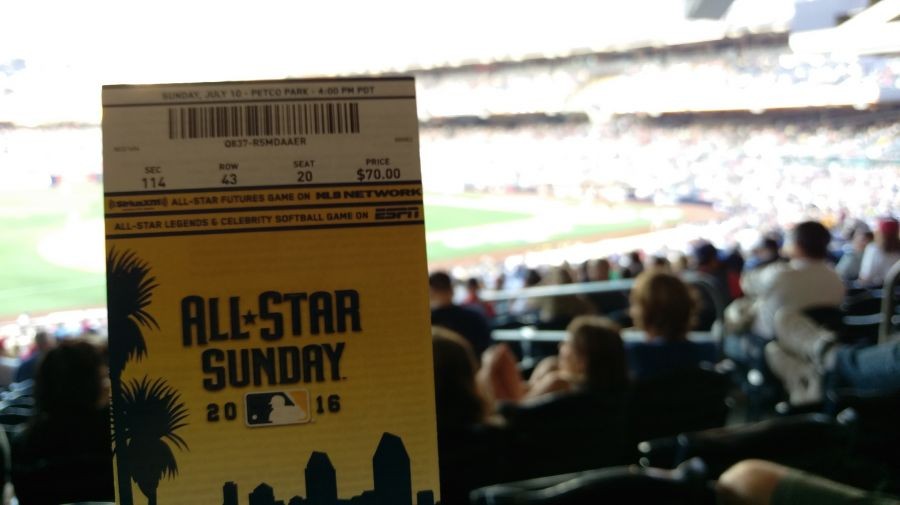 SUNDAY, JULY 10 - PETCO PARK - 4:00 PM PDT
0837-R5MDAAER
SEC ROW SEAT PRICE
114 43 20 $70.00
SiriusXM ALL-STAR FUTURES GAME ON MLB NETWORK
ALL-STAR LEGENDS & CELEBRITY SOFTBALL GAME ON ESPN
ALL★STAR
SUNDAY
20 16